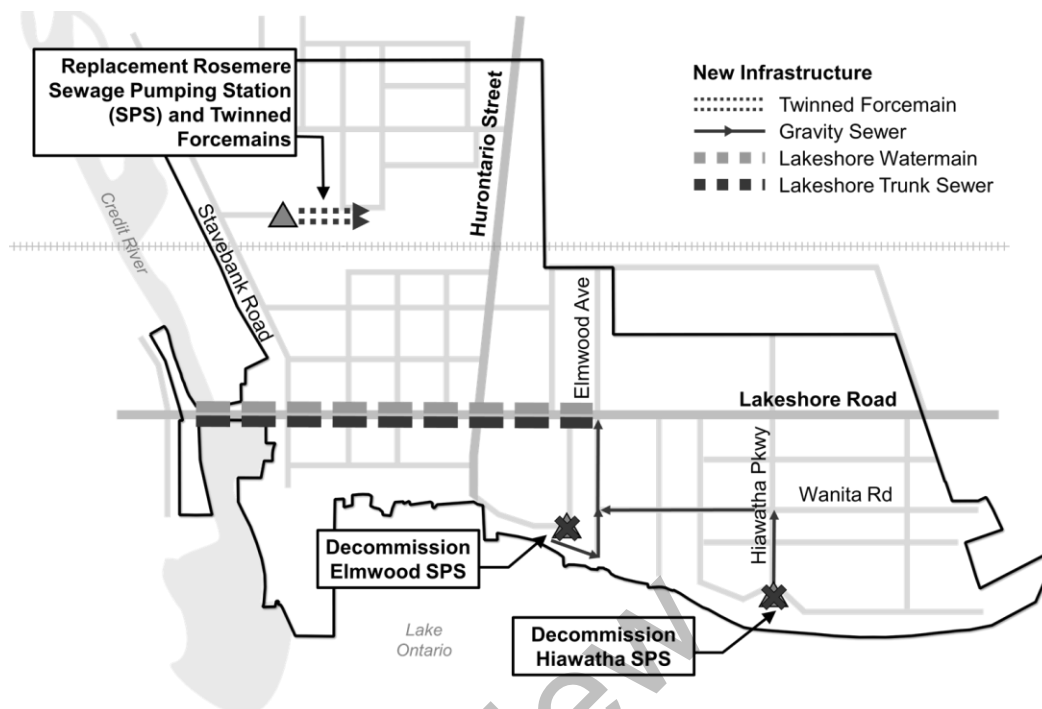 Replacement Rosemere
Sewage Pumping Station
(SPS) and Twinned
Forcemains
New Infrastructure
Twinned Forcemain
Gravity Sewer
Lakeshore Watermain
Lakeshore Trunk Sewer
Hurontario Street
Credit River
Stavebank Road
Elmwood Ave
Lakeshore Road
Hiawatha Pkwy
Wanita Rd
Decommission
Elmwood SPS
Lake
Ontario
Decommission
Hiawatha SPS